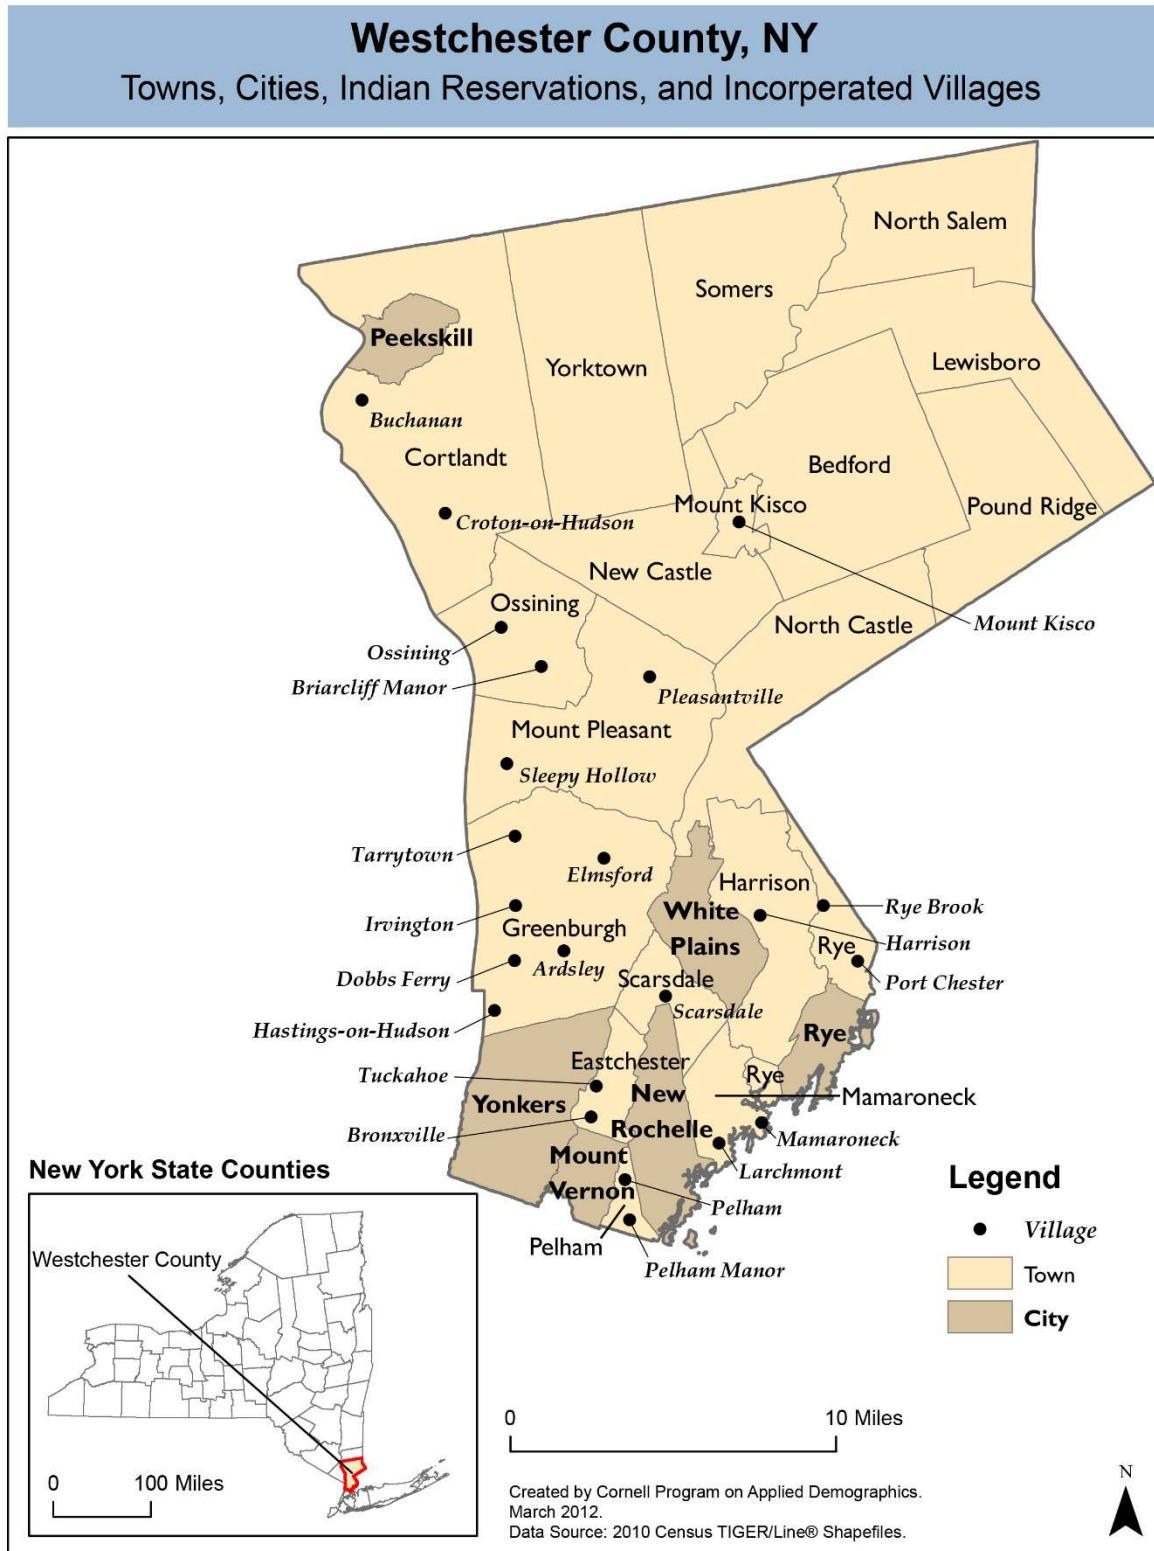 Westchester County, NY
Towns, Cities, Indian Reservations, and Incorperated Villages
North Salem
Somers
Peekskill
Yorktown
Lewisboro
Buchanan
Cortlandt
Bedford
Mount Kisco
Pound Ridge
Croton-on-Hudson
New Castle
Ossining
North Castle
Mount Kisco
Ossining
Briarcliff Manor
Pleasantville
Mount Pleasant
Sleepy Hollow
Tarrytown
Elmsford
Harrison
Irvington
White
Plains
Rye Brook
Greenburgh
Harrison
Rye
Dobbs Ferry
Ardsley
Scarsdale
Port Chester
Scarsdale
Hastings-on-Hudson
Rye
Eastchester
Tuckahoe
Rye
New
Rochelle
Mamaroneck
Yonkers
Bronxville
Mamaroneck
Mount
Vernon
Larchmont
Pelham
Pelham
Pelham Manor
New York State Counties
Westchester County
0 100 Miles
Legend
Village
Town
City
0 10 Miles
Created by Cornell Program on Applied Demographics.
March 2012.
Data Source: 2010 Census TIGER/Line® Shapefiles.
N